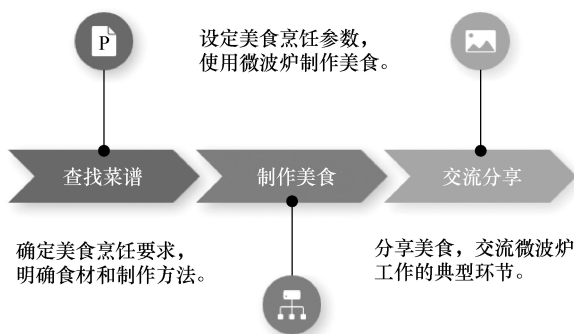 P
设定美食烹饪参数，
使用微波炉制作美食。
查找菜谱
制作美食
交流分享
确定美食烹饪要求，
明确食材和制作方法。
分享美食，交流微波炉
工作的典型环节。